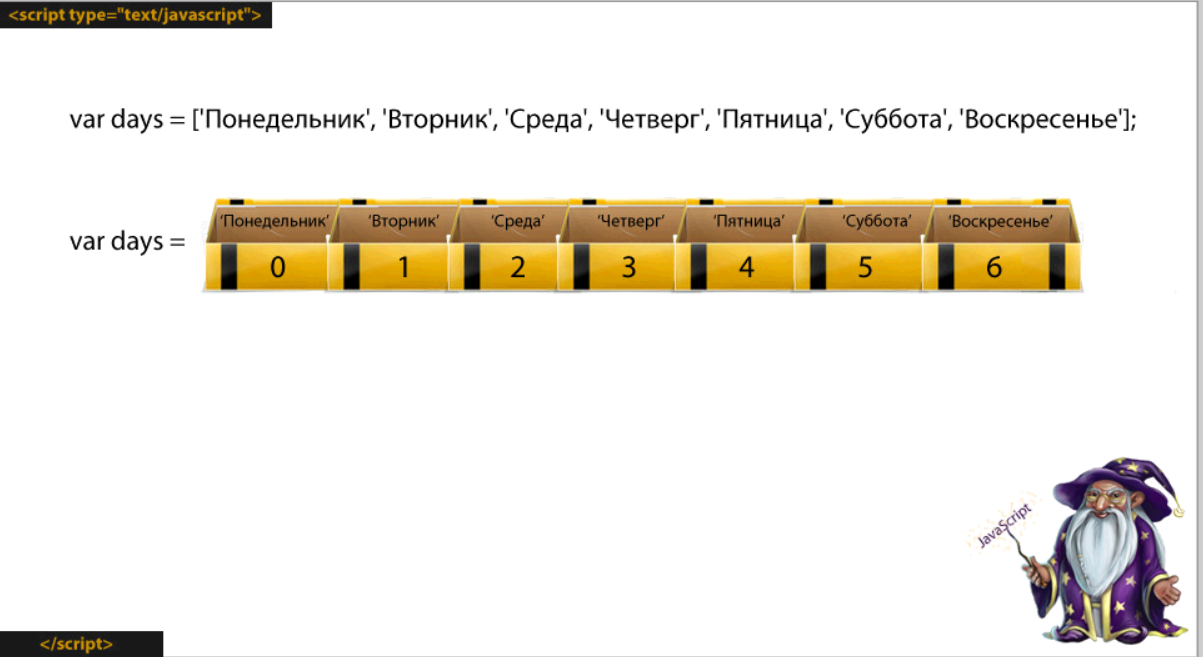 <script type="text/javascript">
var days = ['Понедельник', 'Вторник', 'Среда', 'Четверг', 'Пятница', 'Суббота', 'Воскресенье'];
'Понедельник' 'Вторник' 'Среда' 'Четверг' 'Пятница' 'Суббота' 'Воскресенье'
var days =
0 1 2 3 4 5 6
JavaScript
</script>